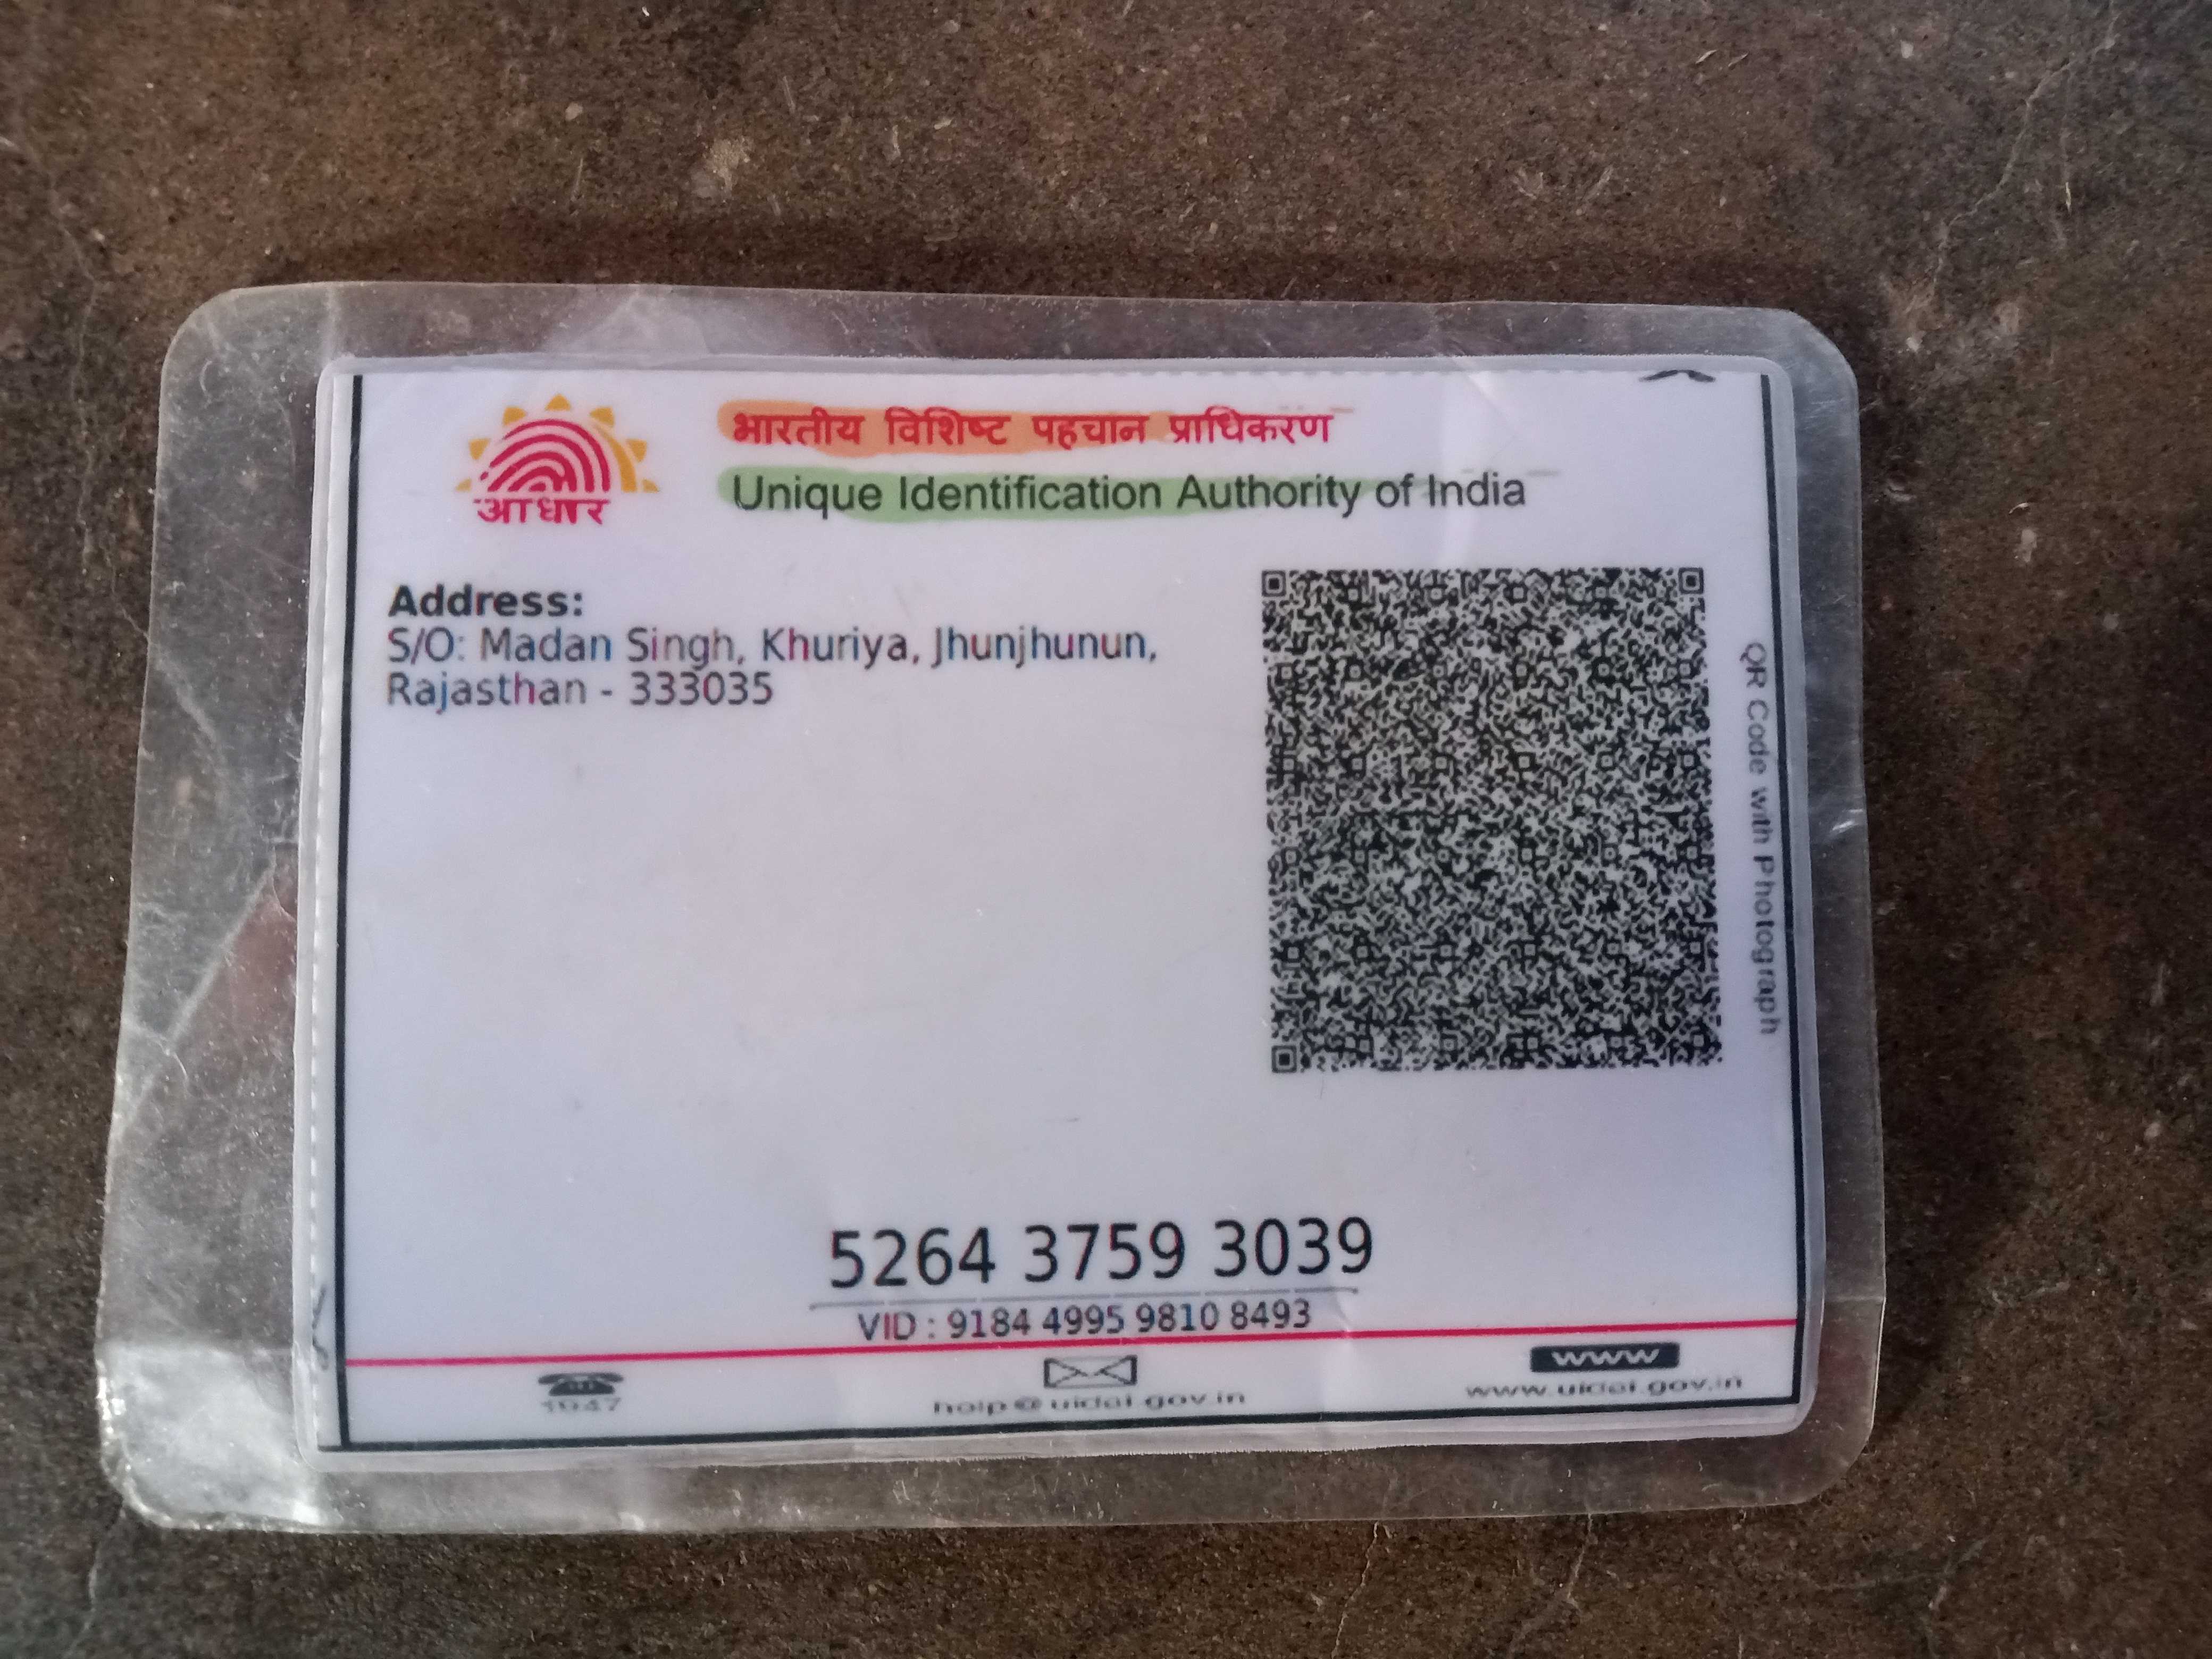 आधार
भारतीय विशिष्ट पहचान प्राधिकरण
Unique Identification Authority of India
Address:
S/O: Madan Singh, Khuriya, Jhunjhunun,
Rajasthan - 333035
QR Code with Photograph
5264 3759 3039
VID : 9184 4995 9810 8493
1947
help@uidai.gov.in
www
www.uidai.gov.in